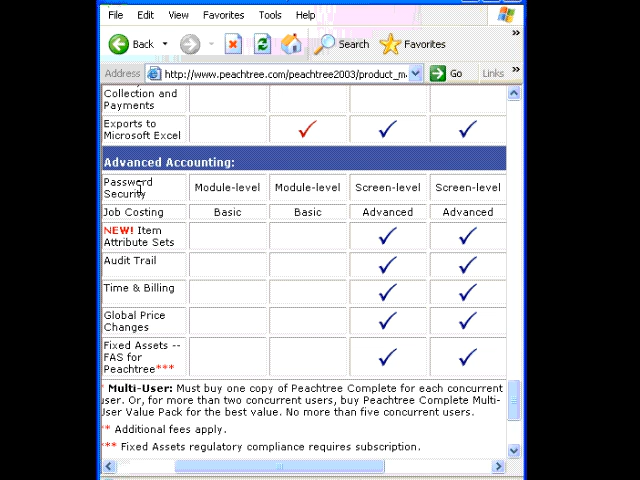 File Edit View Favorites Tools Help
Back Search Favorites
Address http://www.peachtree.com/peachtree2003/product_m Go Links
Collection and
Payments
Exports to
Microsoft Excel
Advanced Accounting:
Password
Security Module-level Module-level Screen-level Screen-level
Job Costing Basic Basic Advanced Advanced
NEW! Item
Attribute Sets
Audit Trail
Time & Billing
Global Price
Changes
Fixed Assets --
FAS for
Peachtree***
* Multi-User: Must buy one copy of Peachtree Complete for each concurrent
user. Or, for more than two concurrent users, buy Peachtree Complete Multi-
User Value Pack for the best value. No more than five concurrent users.
** Additional fees apply.
*** Fixed Assets regulatory compliance requires subscription.